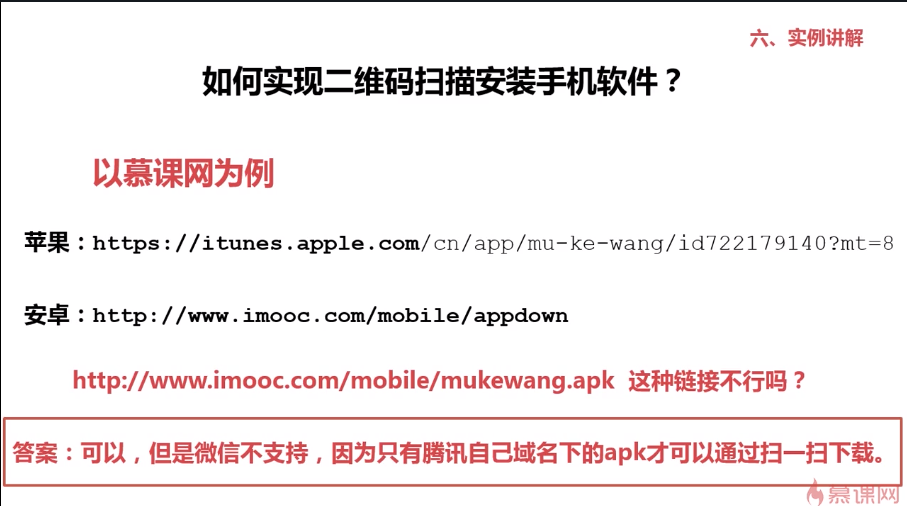 六、实例讲解
如何实现二维码扫描安装手机软件？
以慕课网为例
苹果：https://itunes.apple.com/cn/app/mu-ke-wang/id722179140?mt=8
安卓：http://www.imooc.com/mobile/appdown
http://www.imooc.com/mobile/mukewang.apk 这种链接不行吗？
答案：可以，但是微信不支持，因为只有腾讯自己域名下的apk才可以通过扫一扫下载。
慕课网